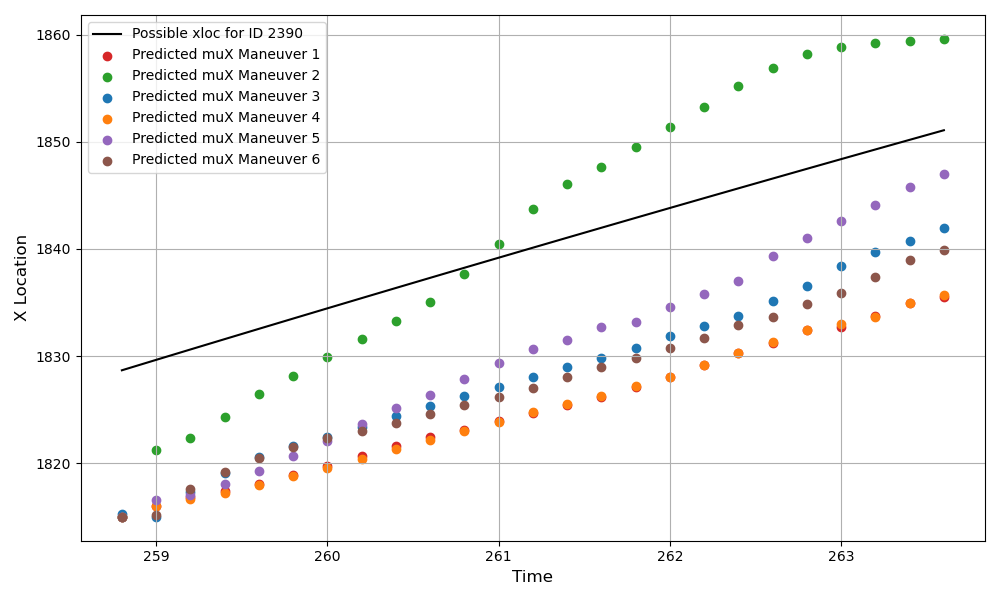 1860
1850
1840
1830
1820
X Location
Possible xloc for ID 2390
Predicted muX Maneuver 1
Predicted muX Maneuver 2
Predicted muX Maneuver 3
Predicted muX Maneuver 4
Predicted muX Maneuver 5
Predicted muX Maneuver 6
259 260 261 262 263
Time